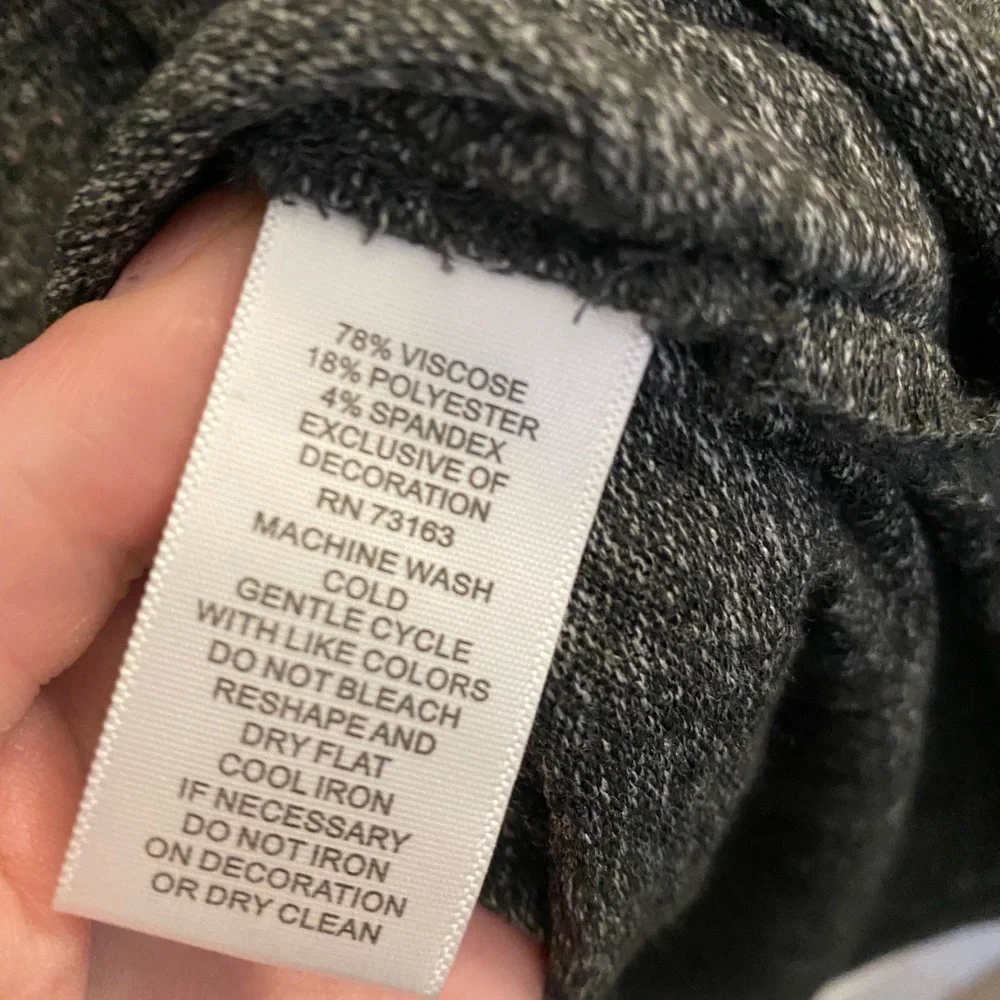 78% VISCOSE
18% POLYESTER
4% SPANDEX
EXCLUSIVE OF
DECORATION
RN 73163
MACHINE WASH
COLD
GENTLE CYCLE
WITH LIKE COLORS
DO NOT BLEACH
RESHAPE AND
DRY FLAT
COOL IRON
IF NECESSARY
DO NOT IRON
ON DECORATION
OR DRY CLEAN